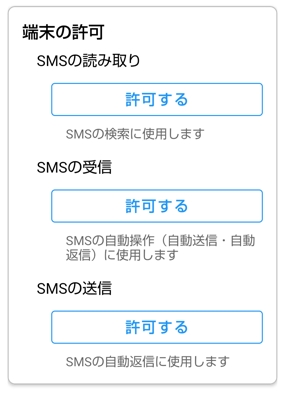 端末の許可
SMSの読み取り
許可する
SMSの検索に使用します
SMSの受信
許可する
SMSの自動操作（自動送信・自動
返信）に使用します
SMSの送信
許可する
SMSの自動返信に使用します